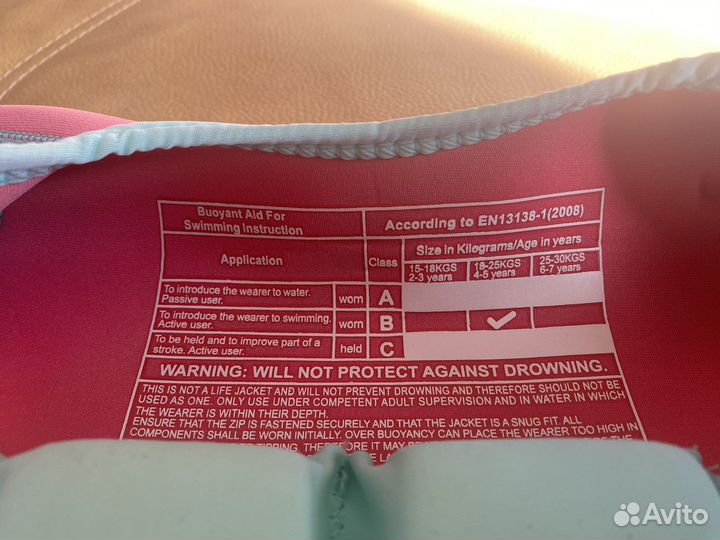 Buoyant Aid For
Swimming Instruction
According to EN13138-1(2008)
Application
Class
Size in Kilograms/Age in years
15-18KGS
2-3 years
18-25KGS
4-5 years
25-30KGS
6-7 years
To introduce the wearer to water.
Passive user.
worn
A
To introduce the wearer to swimming.
Active user.
worn
B
To be held and to improve part of a
stroke. Active user.
held
C
WARNING: WILL NOT PROTECT AGAINST DROWNING.
THIS IS NOT A LIFE JACKET AND WILL NOT PREVENT DROWNING AND THEREFORE SHOULD NOT BE
USED AS ONE. ONLY USE UNDER COMPETENT ADULT SUPERVISION AND IN WATER IN WHICH
THE WEARER IS WITHIN THEIR DEPTH.
ENSURE THAT THE ZIP IS FASTENED SECURELY AND THAT THE JACKET IS A SNUG FIT. ALL
COMPONENTS SHALL BE WORN INITIALLY. OVER BUOYANCY CAN PLACE THE WEARER TOO HIGH IN
TIPPING. THEREFORE IT MAY BE
THE
Avito